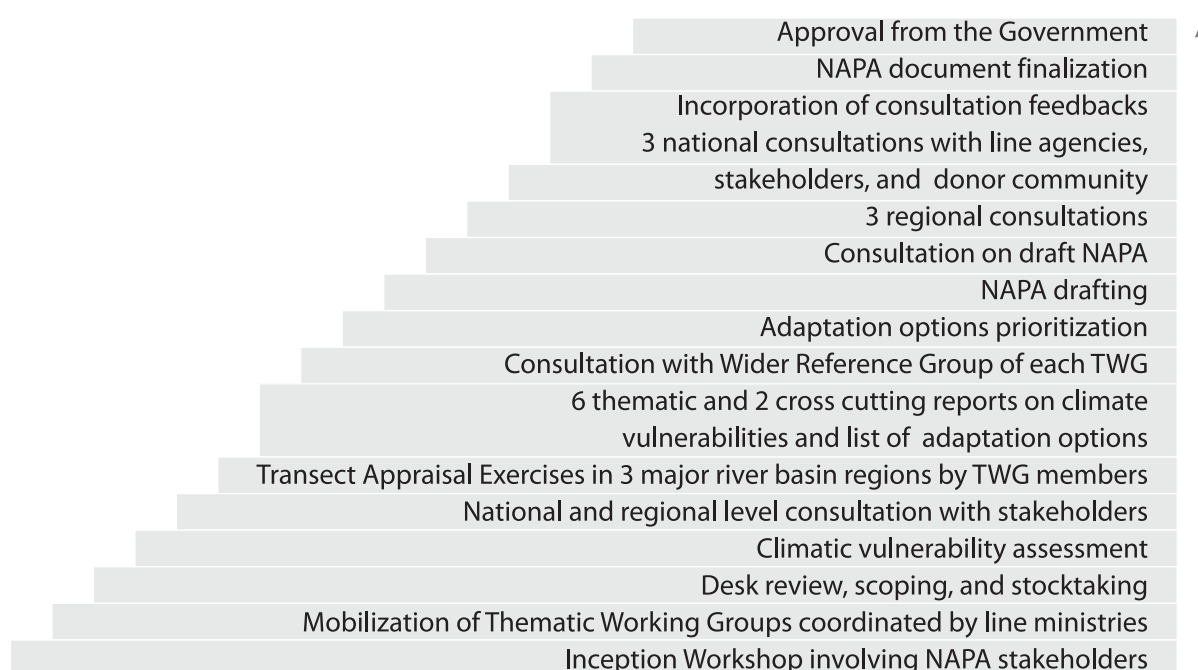 Approval from the Government
NAPA document finalization
Incorporation of consultation feedbacks
3 national consultations with line agencies,
stakeholders, and donor community
3 regional consultations
Consultation on draft NAPA
NAPA drafting
Adaptation options prioritization
Consultation with Wider Reference Group of each TWG
6 thematic and 2 cross cutting reports on climate
vulnerabilities and list of adaptation options
Transect Appraisal Exercises in 3 major river basin regions by TWG members
National and regional level consultation with stakeholders
Climatic vulnerability assessment
Desk review, scoping, and stocktaking
Mobilization of Thematic Working Groups coordinated by line ministries
Inception Workshop involving NAPA stakeholders